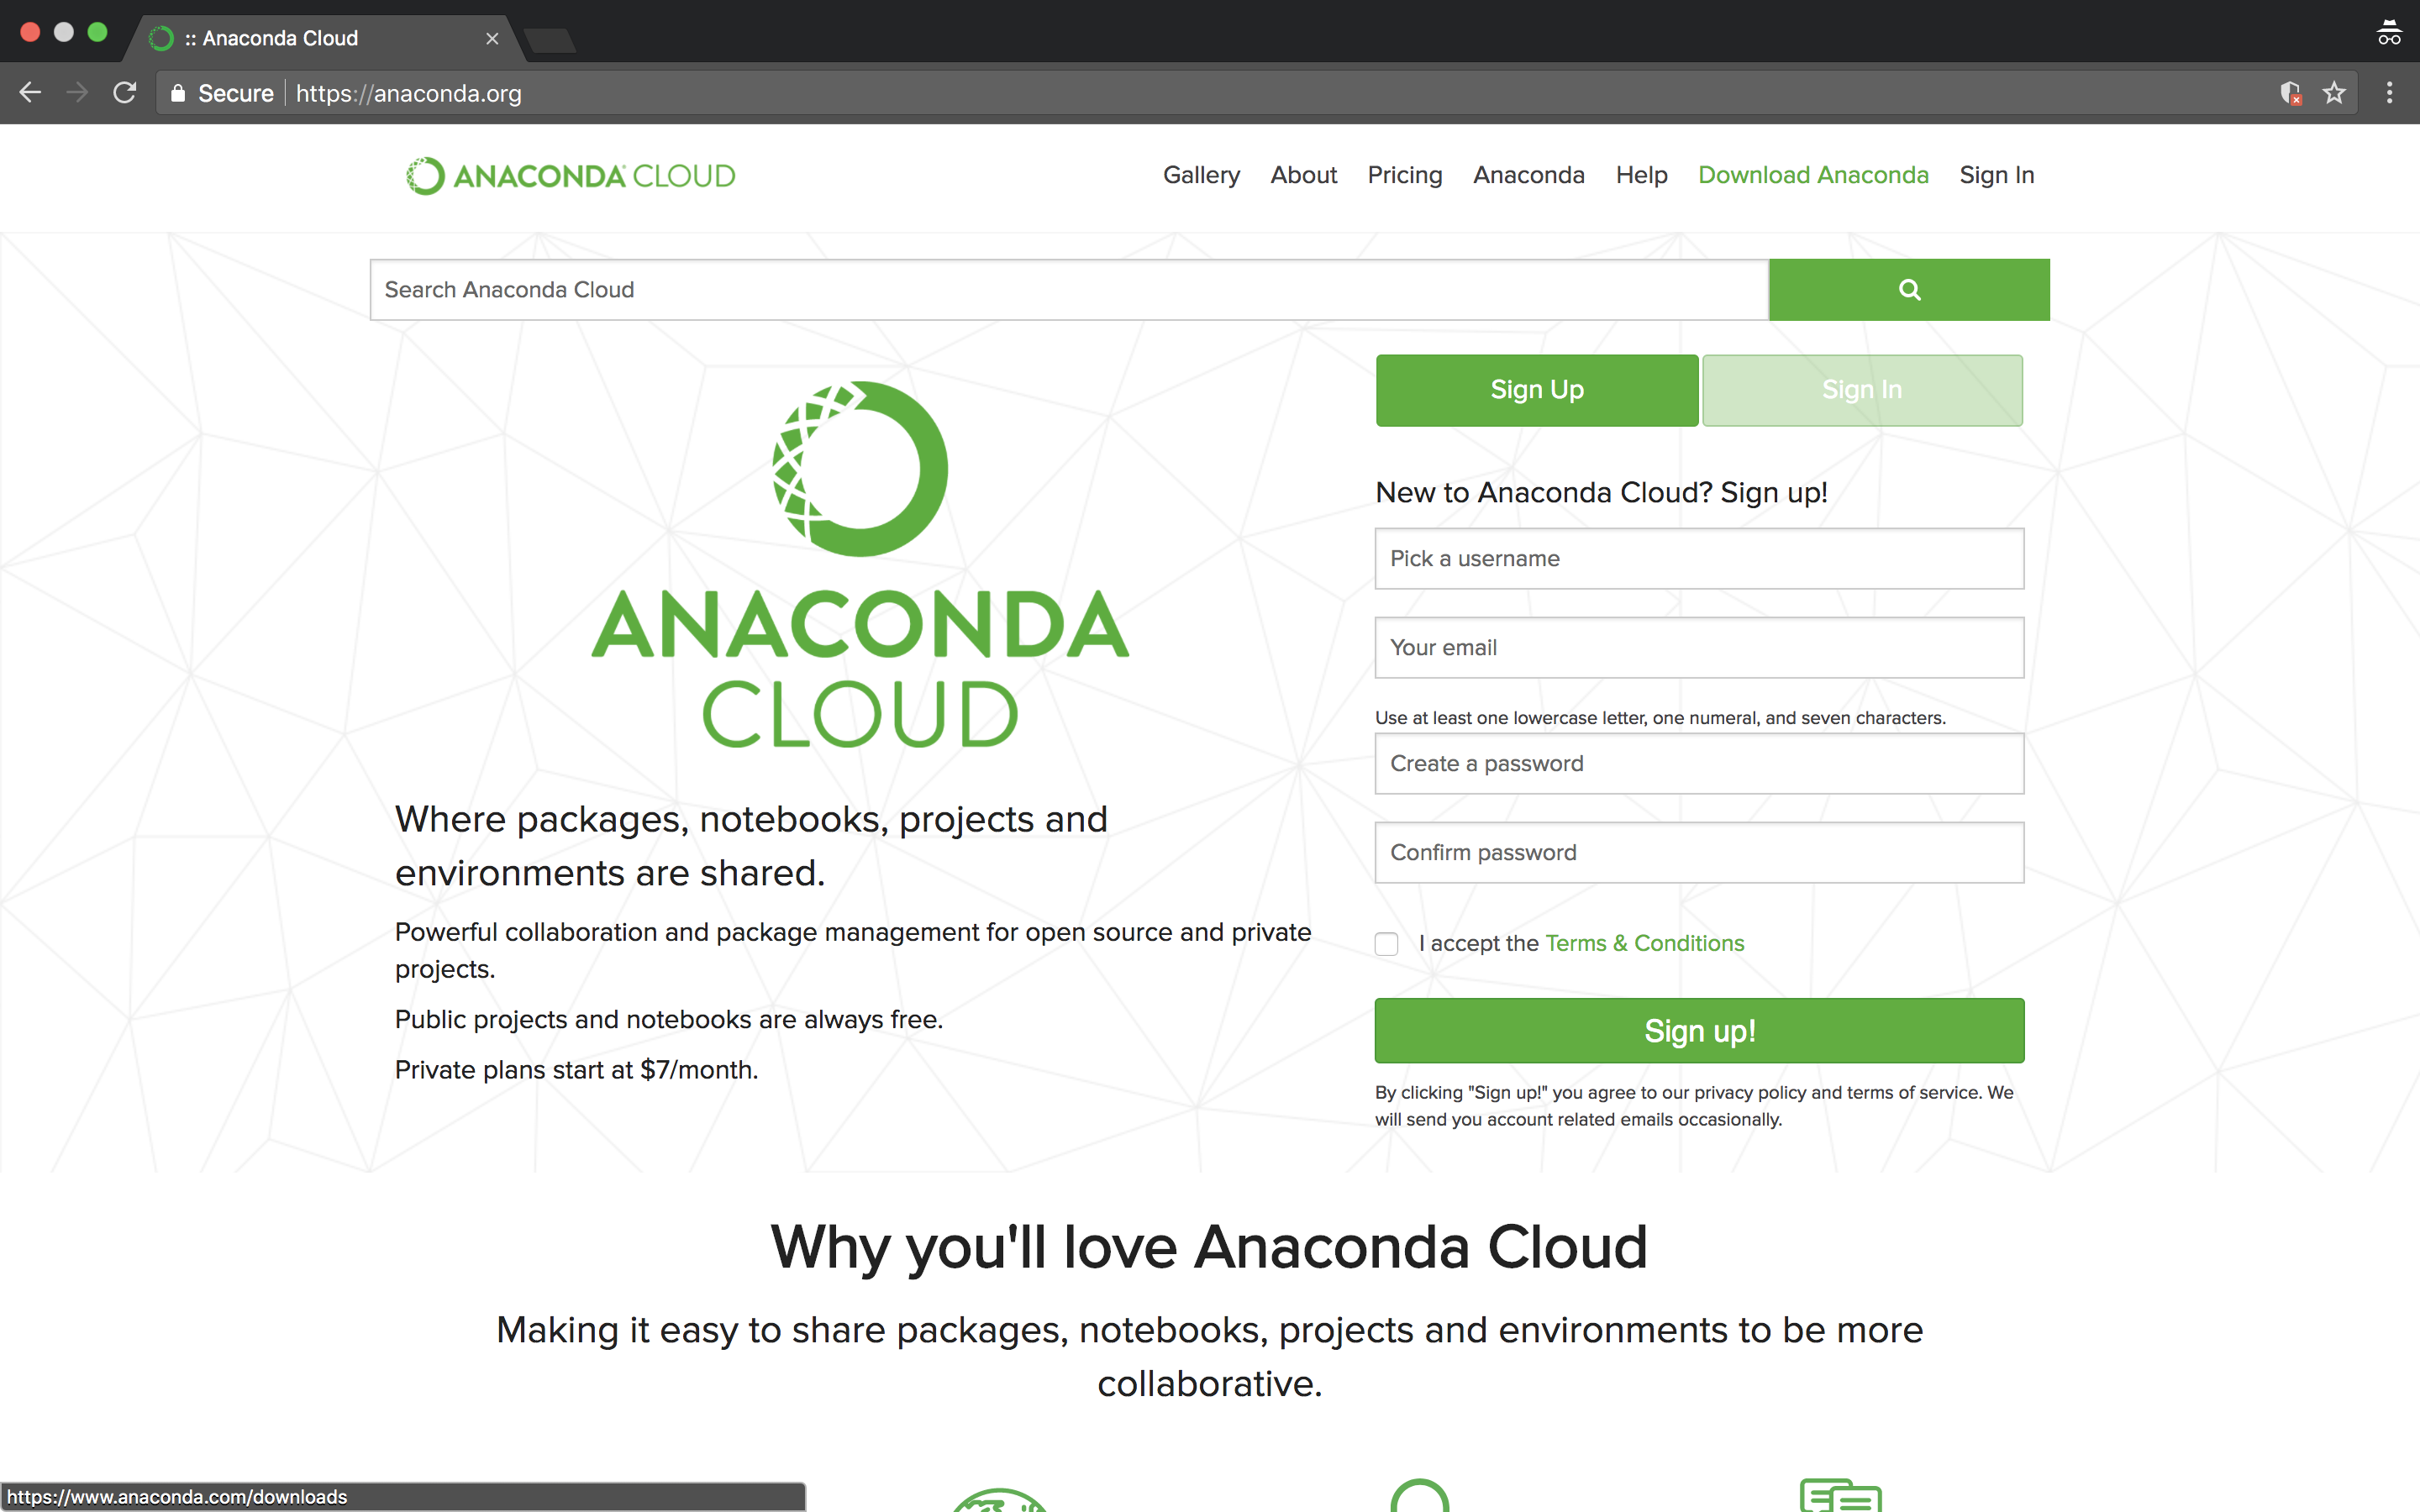 :: Anaconda Cloud
Secure
https://anaconda.org
ANACONDA CLOUD
Gallery
About
Pricing
Anaconda
Help
Download Anaconda
Sign In
Search Anaconda Cloud
Sign Up
Sign In
ANACONDA
CLOUD
Where packages, notebooks, projects and
environments are shared.
Powerful collaboration and package management for open source and private
projects.
Public projects and notebooks are always free.
Private plans start at $7/month.
New to Anaconda Cloud? Sign up!
Pick a username
Your email
Use at least one lowercase letter, one numeral, and seven characters.
Create a password
Confirm password
I accept the Terms & Conditions
Sign up!
By clicking "Sign up!" you agree to our privacy policy and terms of service. We
will send you account related emails occasionally.
Why you'll love Anaconda Cloud
Making it easy to share packages, notebooks, projects and environments to be more
collaborative.
https://www.anaconda.com/downloads